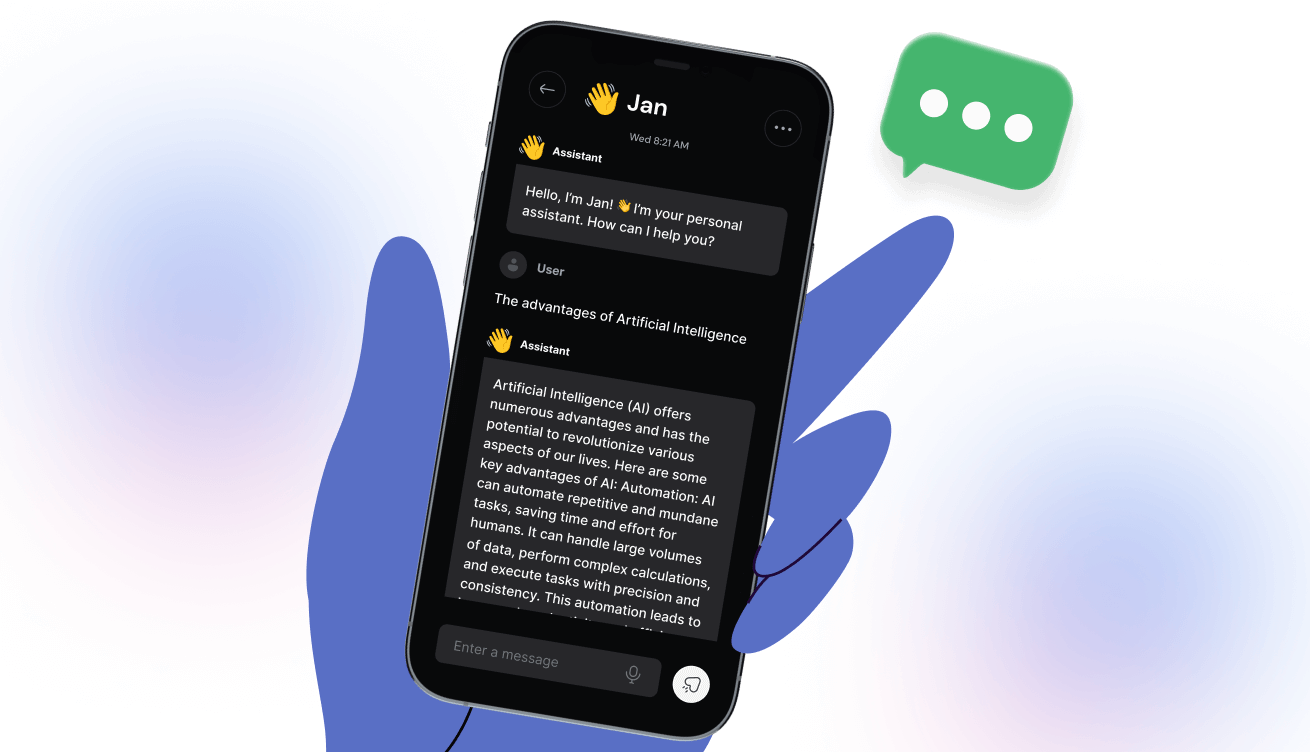 👋 Jan
Wed 8:21 AM
👋 Assistant
Hello, I'm Jan! 👋 I'm your personal
assistant. How can I help you?
User
The advantages of Artificial Intelligence
👋 Assistant
Artificial Intelligence (AI) offers
numerous advantages and has the
potential to revolutionize various
aspects of our lives. Here are some
key advantages of AI: Automation: AI
can automate repetitive and mundane
tasks, saving time and effort for
humans. It can handle large volumes
of data, perform complex calculations,
and execute tasks with precision and
consistency. This automation leads to
Enter a message